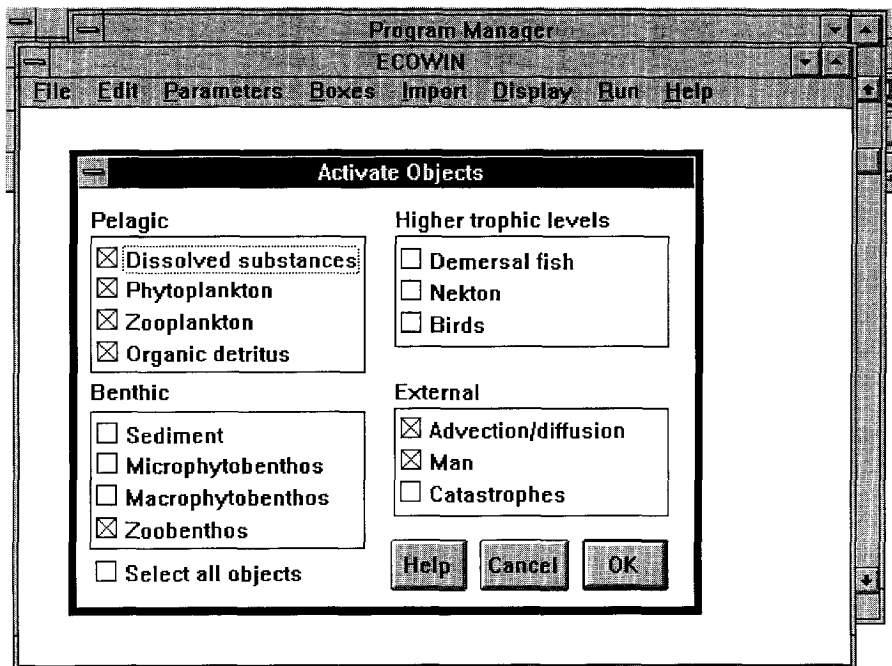 Program Manager
ECOWIN
File Edit Parameters Boxes Import Display Run Help
Activate Objects
Pelagic
Dissolved substances
Phytoplankton
Zooplankton
Organic detritus
Benthic
Sediment
Microphytobenthos
Macrophytobenthos
Zoobenthos
Select all objects
Higher trophic levels
Demersal fish
Nekton
Birds
External
Advection/diffusion
Man
Catastrophes
Help Cancel OK